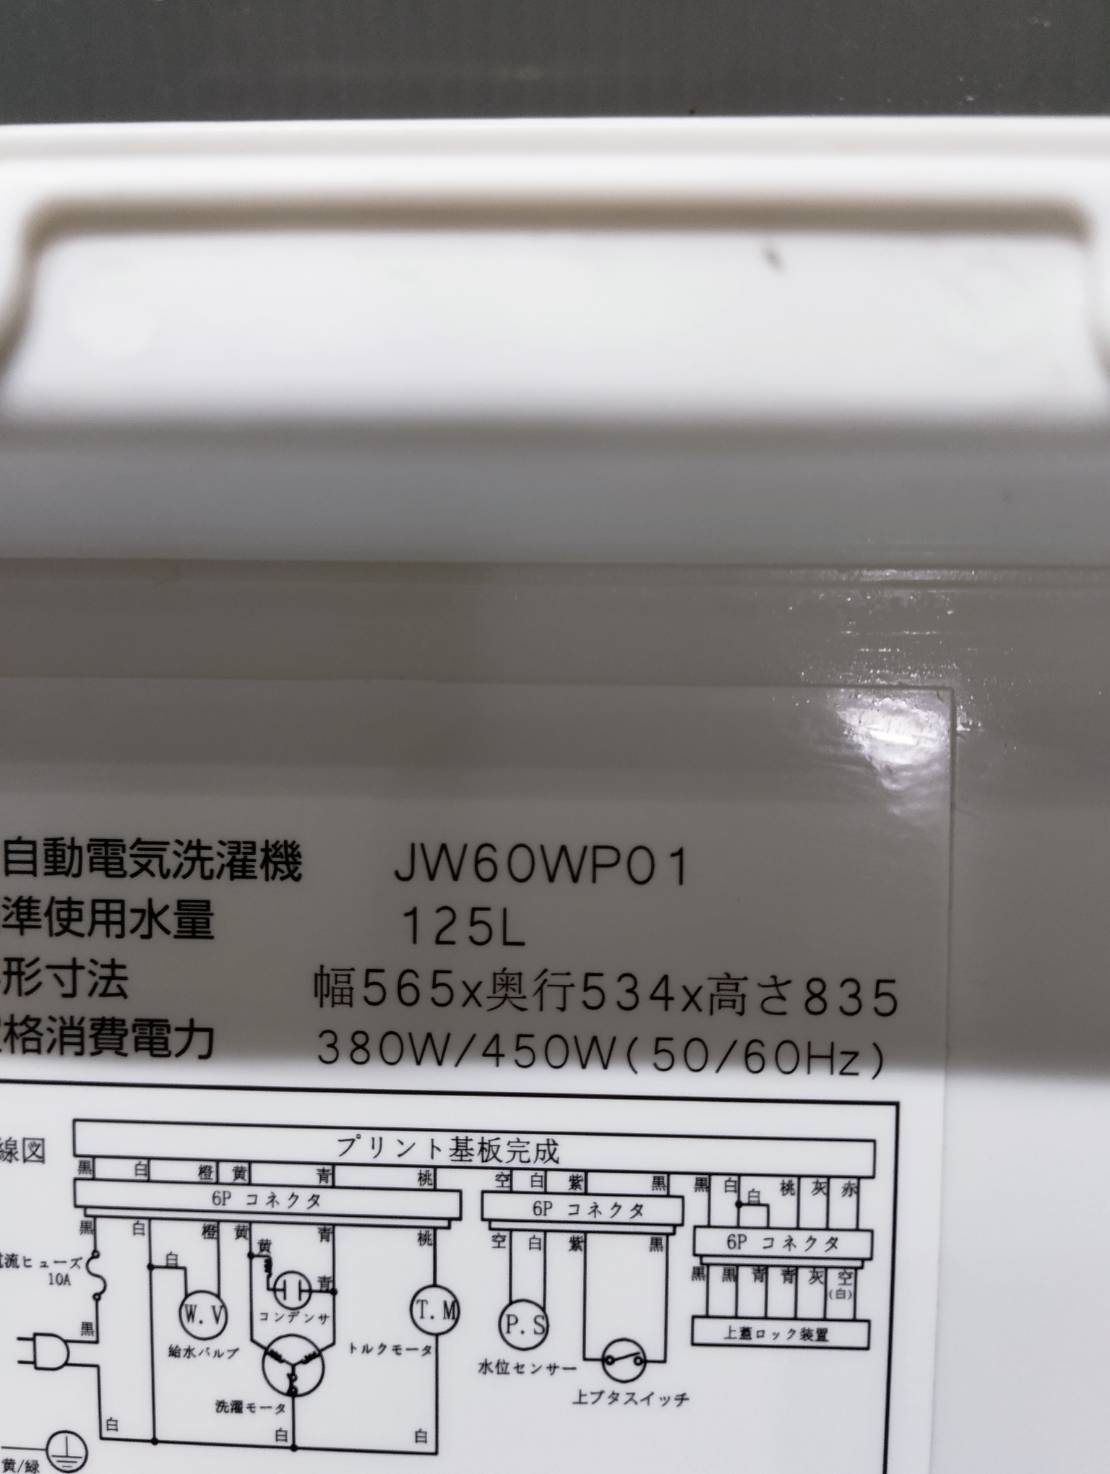 自動電気洗濯機 JW60WP01
準使用水量 125L
形寸法 幅565x奥行534x高さ835
格消費電力 380W/450W(50/60Hz)
線図
プリント基板完成
黒 白 橙 黄 青 桃 空 白 紫 黒 黒 白 白 桃 灰 赤
6P コネクタ 6P コネクタ 6P コネクタ
黒 白 橙 黄 青 桃 空 白 紫 黒 黒 黒 青 青 灰 空
(白)
流ヒューズ
10A
白 黄 青
W.V コンデンサ T.M P.S 上蓋ロック装置
黒
給水バルブ トルクモータ 水位センサー
洗濯モータ 上ブタスイッチ
白 白 白
黄/緑